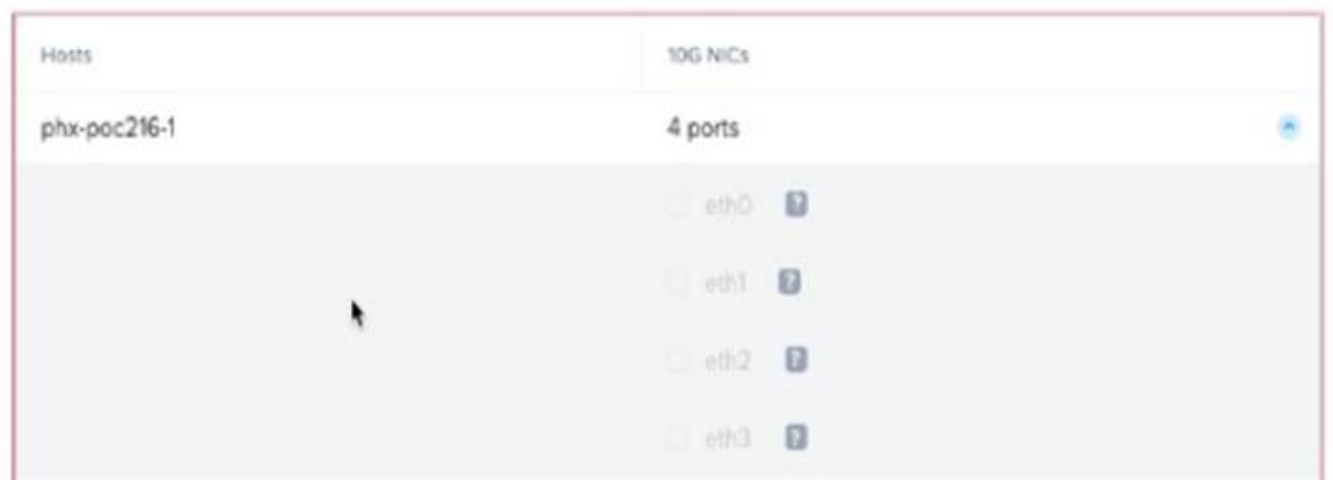 Hosts 10G NICs
phx-poc216-1 4 ports
eth0 ?
eth1 ?
eth2 ?
eth3 ?